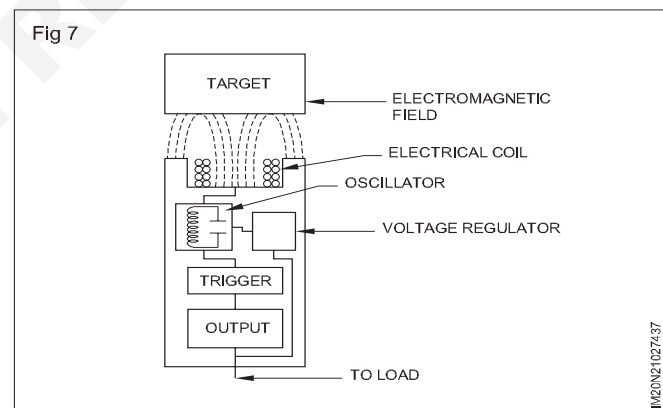 Fig 7
TARGET
ELECTROMAGNETIC
FIELD
ELECTRICAL COIL
OSCILLATOR
VOLTAGE REGULATOR
TRIGGER
OUTPUT
TO LOAD
IM20N21027437